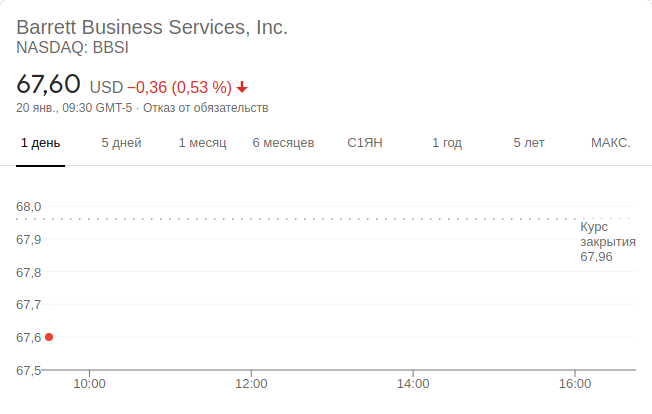 Barrett Business Services, Inc.
NASDAQ: BBSI
67,60 USD −0,36 (0,53 %)
20 янв., 09:30 GMT-5 · Отказ от обязательств
1 день 5 дней 1 месяц 6 месяцев С1ЯН 1 год 5 лет МАКС.
68,0
Курс
закрытия
67,96
67,9
67,8
67,7
67,6
67,5
10:00 12:00 14:00 16:00